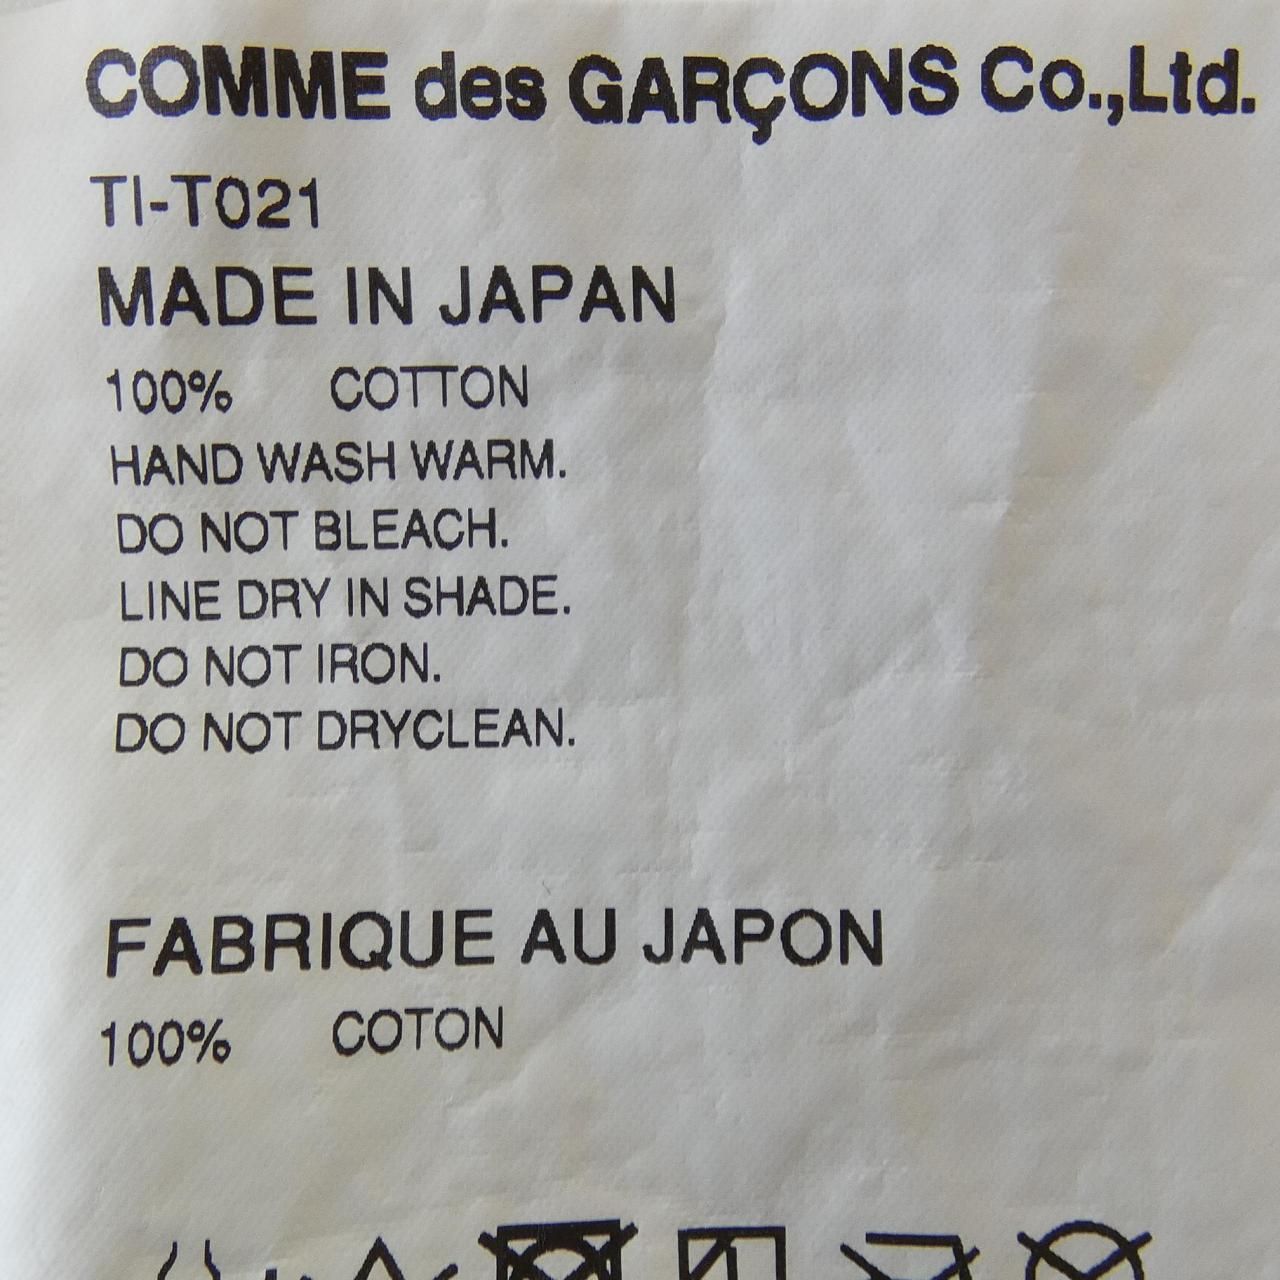 COMME des GARÇONS Co.,Ltd.
TI-T021
MADE IN JAPAN
100% COTTON
HAND WASH WARM.
DO NOT BLEACH.
LINE DRY IN SHADE.
DO NOT IRON.
DO NOT DRYCLEAN.
FABRIQUE AU JAPON
100% COTON